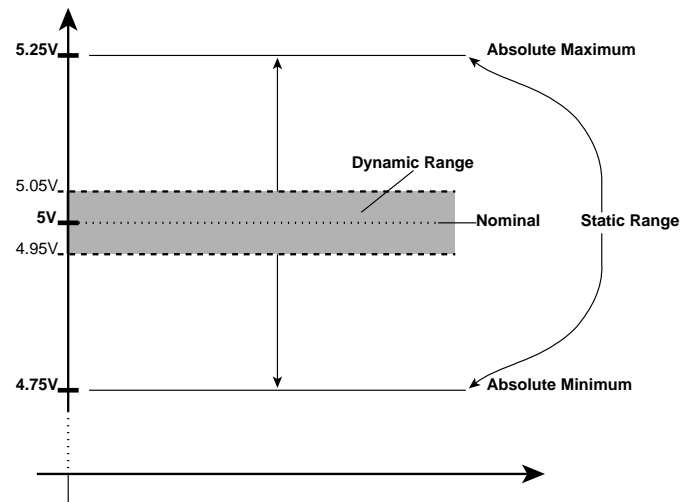 5.25V
Absolute Maximum
Dynamic Range
5.05V
5V
Nominal
Static Range
4.95V
4.75V
Absolute Minimum